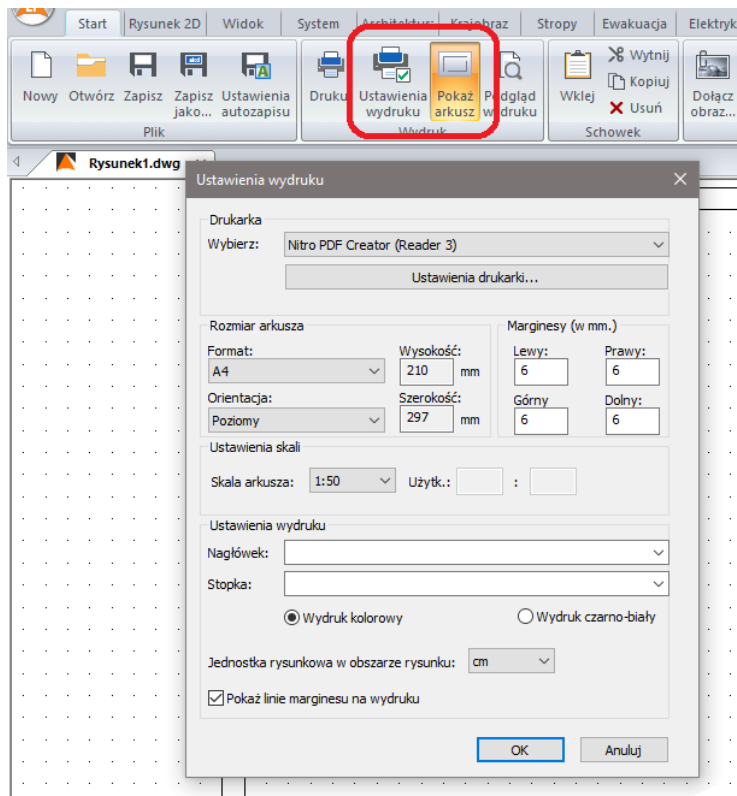 Start Rysunek 2D Widok System Architektur: Krajobraz Stropy Ewakuacja Elektryk
Nowy Otwórz Zapisz Zapisz jako... Ustawienia autozapisu
Druku Ustawienia wydruku Pokaż arkusz Podgląd wydruku
Wklej
Wytnij
Kopiuj
Usuń
Dołącz obraz...
Plik Wydruk Schowek
Rysunek1.dwg
Ustawienia wydruku
Drukarka
Wybierz: Nitro PDF Creator (Reader 3)
Ustawienia drukarki...
Rozmiar arkusza Marginesy (w mm.)
Format: Wysokość: Lewy: Prawy:
A4 210 mm 6 6
Orientacja: Szerokość: Górny Dolny:
Poziomy 297 mm 6 6
Ustawienia skali
Skala arkusza: 1:50 Użytk.: :
Ustawienia wydruku
Nagłówek:
Stopka:
Wydruk kolorowy Wydruk czarno-biały
Jednostka rysunkowa w obszarze rysunku: cm
Pokaż linie marginesu na wydruku
OK Anuluj